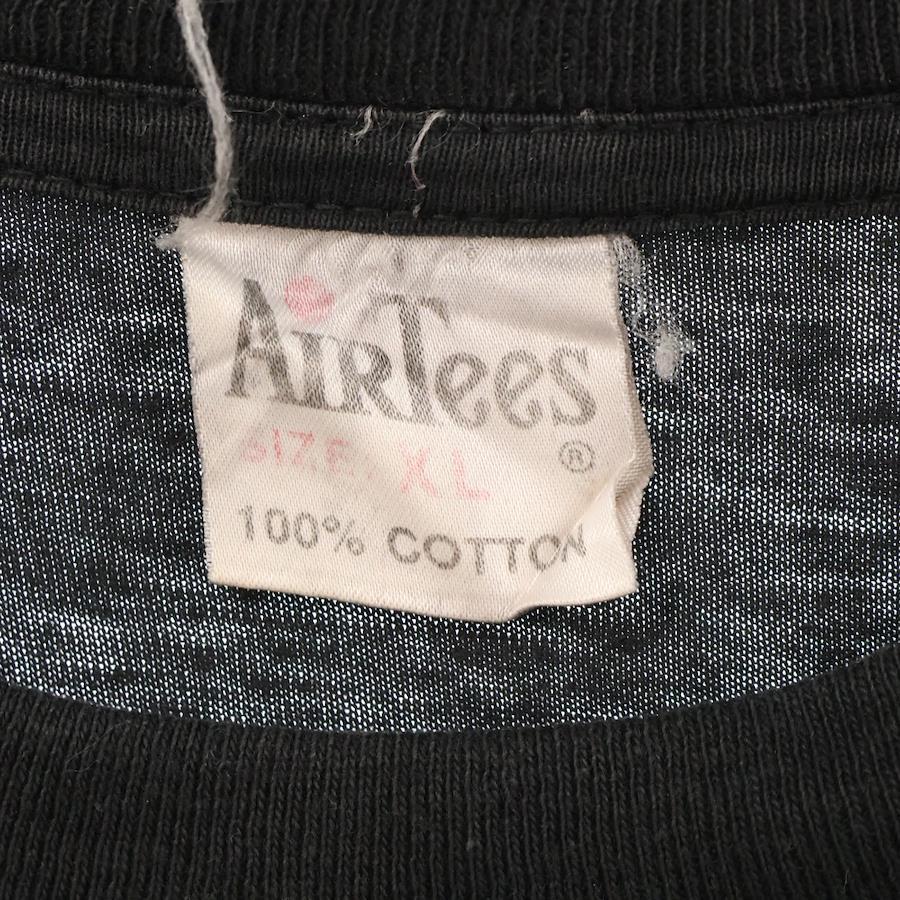 AIRTees
SIZE. XL
®
100% COTTON